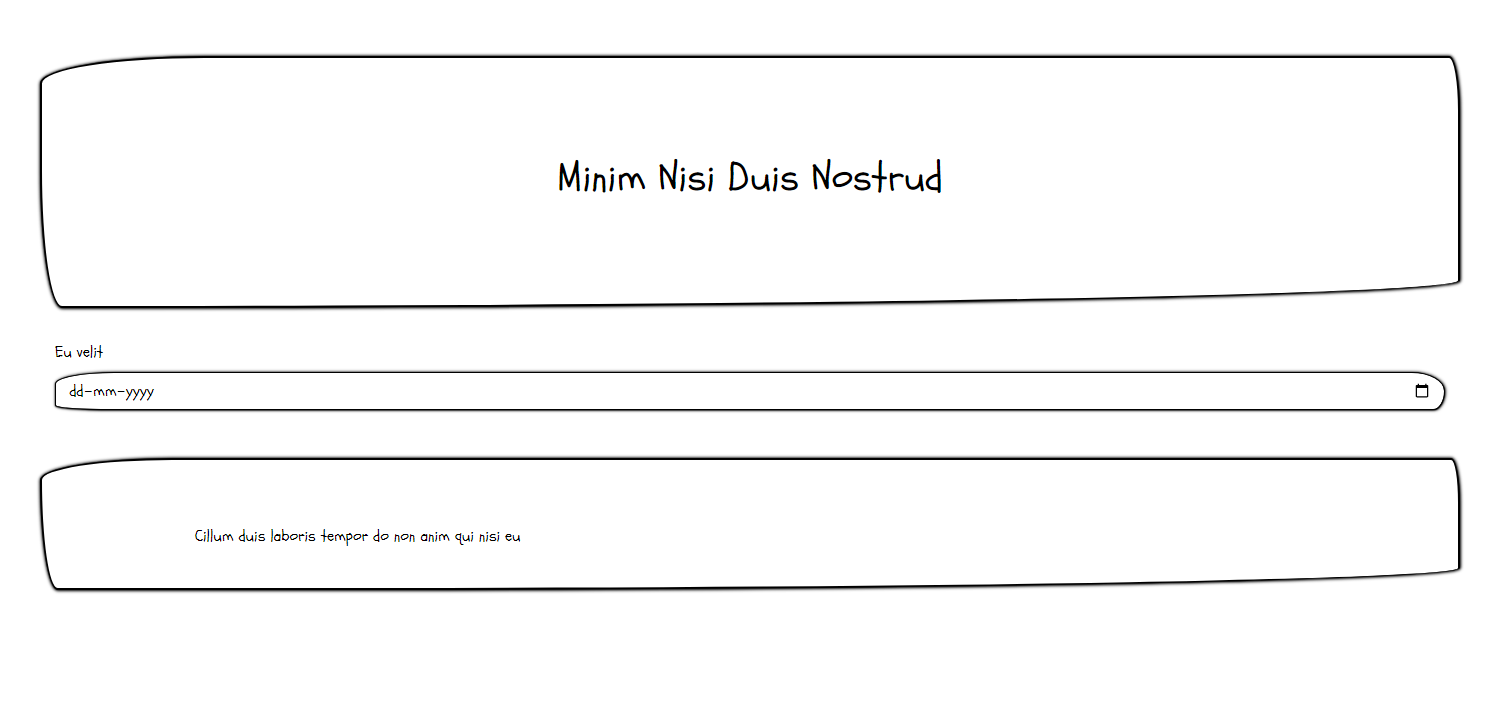 Minim Nisi Duis Nostrud
Eu velit
dd-mm-yyyy
Cillum duis laboris tempor do non anim qui nisi eu